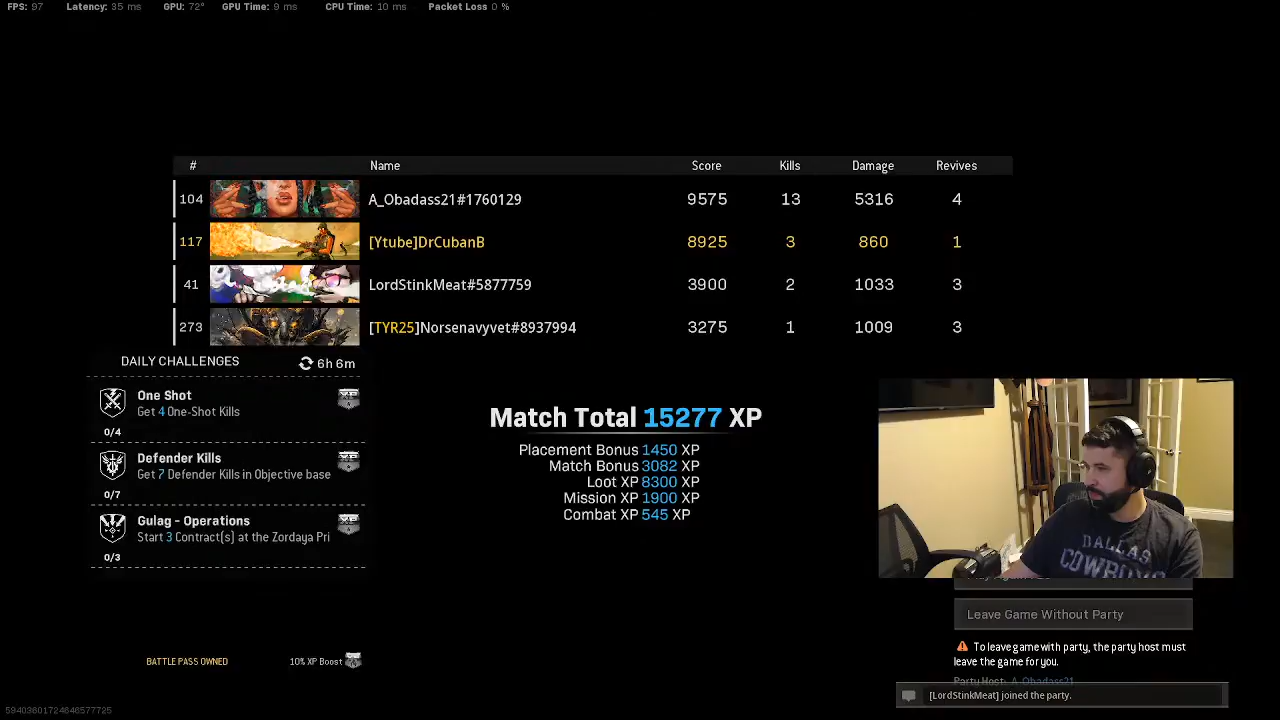 FPS: 97 Latency: 35 ms GPU: 72° GPU Time: 9 ms CPU Time: 10 ms Packet Loss 0 %
# Name Score Kills Damage Revives
104 A_Obadass21#1760129 9575 13 5316 4
117 [Ytube]DrCubanB 8925 3 860 1
41 LordStinkMeat#5877759 3900 2 1033 3
273 [TYR25]Norsenavyvet#8937994 3275 1 1009 3
DAILY CHALLENGES 6h 6m
One Shot
Get 4 One-Shot Kills
0/4
Defender Kills
Get 7 Defender Kills in Objective base
0/7
Gulag - Operations
Start 3 Contract(s) at the Zordaya Pri
0/3
BATTLE PASS OWNED 10% XP Boost
Match Total 15277 XP
Placement Bonus 1450 XP
Match Bonus 3082 XP
Loot XP 8300 XP
Mission XP 1900 XP
Combat XP 545 XP
DALLAS
COWBOYS
Leave Game Without Party
To leave game with party, the party host must
leave the game for you.
Party Host: A_Obadass21
[LordStinkMeat] joined the party.